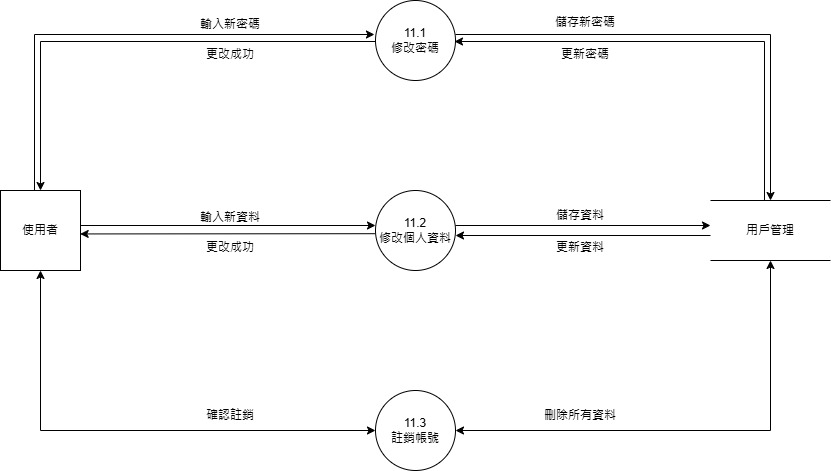 輸入新密碼
更改成功
11.1
修改密碼
儲存新密碼
更新密碼
使用者
輸入新資料
更改成功
11.2
修改個人資料
儲存資料
更新資料
用戶管理
確認註銷
11.3
註銷帳號
刪除所有資料